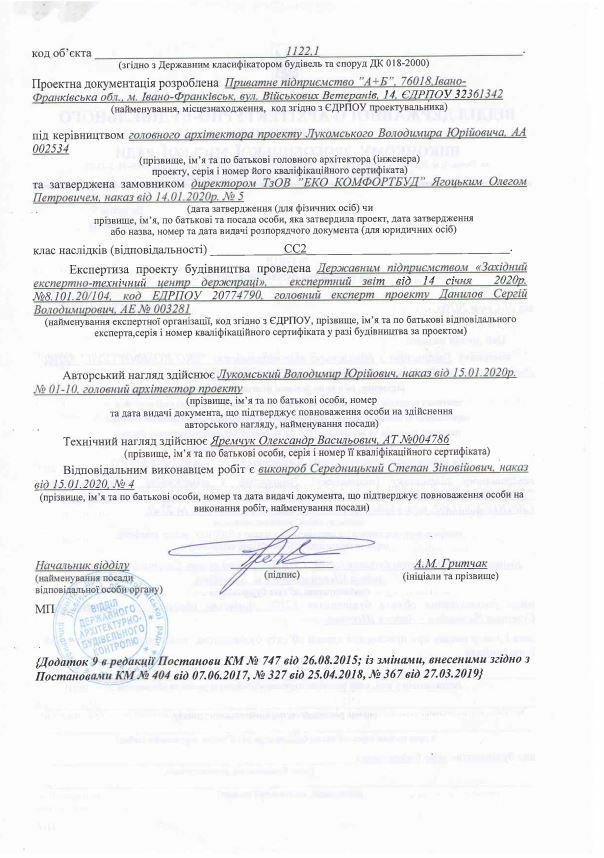 код об’єкта 1122.1.
(згідно з Державним класифікатором будівель та споруд ДК 018-2000)
Проектна документація розроблена Приватне підприємство "А+Б", 76018,Івано-
Франківська обл., м. Івано-Франківськ, вул. Військових Ветеранів, 14, ЄДРПОУ 32361342
(найменування, місцезнаходження, код згідно з ЄДРПОУ проектувальника)
під керівництвом головного архітектора проекту Лукомського Володимира Юрійовича, АА
002534
(прізвище, ім’я та по батькові головного архітектора (інженера)
проекту, серія і номер його кваліфікаційного сертифіката)
та затверджена замовником директором ТзОВ "ЕКО КОМФОРТБУД" Ягоцьким Олегом
Петровичем, наказ від 14.01.2020р. № 5
(дата затвердження (для фізичних осіб) чи
прізвище, ім’я, по батькові та посада особи, яка затвердила проект, дата затвердження
або назва, номер та дата видачі розпорядчого документа (для юридичних осіб)
клас наслідків (відповідальності) СС2.
Експертиза проекту будівництва проведена Державним підприємством «Західний
експертно-технічний центр держпраці», експертний звіт від 14 січня 2020р.
№8.101.20/104, код ЕДРПОУ 20774790, головний експерт проекту Данилов Сергій
Володимирович, АЕ № 003281
(найменування експертної організації, код згідно з ЄДРПОУ, прізвище, ім’я та по батькові відповідального
експерта,серія і номер кваліфікаційного сертифіката у разі будівництва за проектом)
Авторський нагляд здійснює Лукомський Володимир Юрійович, наказ від 15.01.2020р.
№ 01-10, головний архітектор проекту
(прізвище, ім’я та по батькові особи, номер
та дата видачі документа, що підтверджує повноваження особи на здійснення
авторського нагляду, найменування посади)
Технічний нагляд здійснює Яремчук Олександр Васильович, АТ №004786
(прізвище, ім’я та по батькові особи, серія і номер її кваліфікаційного сертифіката)
Відповідальним виконавцем робіт є виконроб Середницький Степан Зіновійович, наказ
від 15.01.2020, № 4
(прізвище, ім’я та по батькові особи, номер та дата видачі документа, що підтверджує повноваження особи на
виконання робіт, найменування посади)
Начальник відділу А.М. Гритчак
(найменування посади (підпис) (ініціали та прізвище)
відповідальної особи органу)
МП
ВІДДІЛ
ДЕРЖАВНОГО
АРХІТЕКТУРНО-
БУДІВЕЛЬНОГО
КОНТРОЛЮ
{Додаток 9 в редакції Постанови КМ № 747 від 26.08.2015; із змінами, внесеними згідно з
Постановами КМ № 404 від 07.06.2017, № 327 від 25.04.2018, № 367 від 27.03.2019}